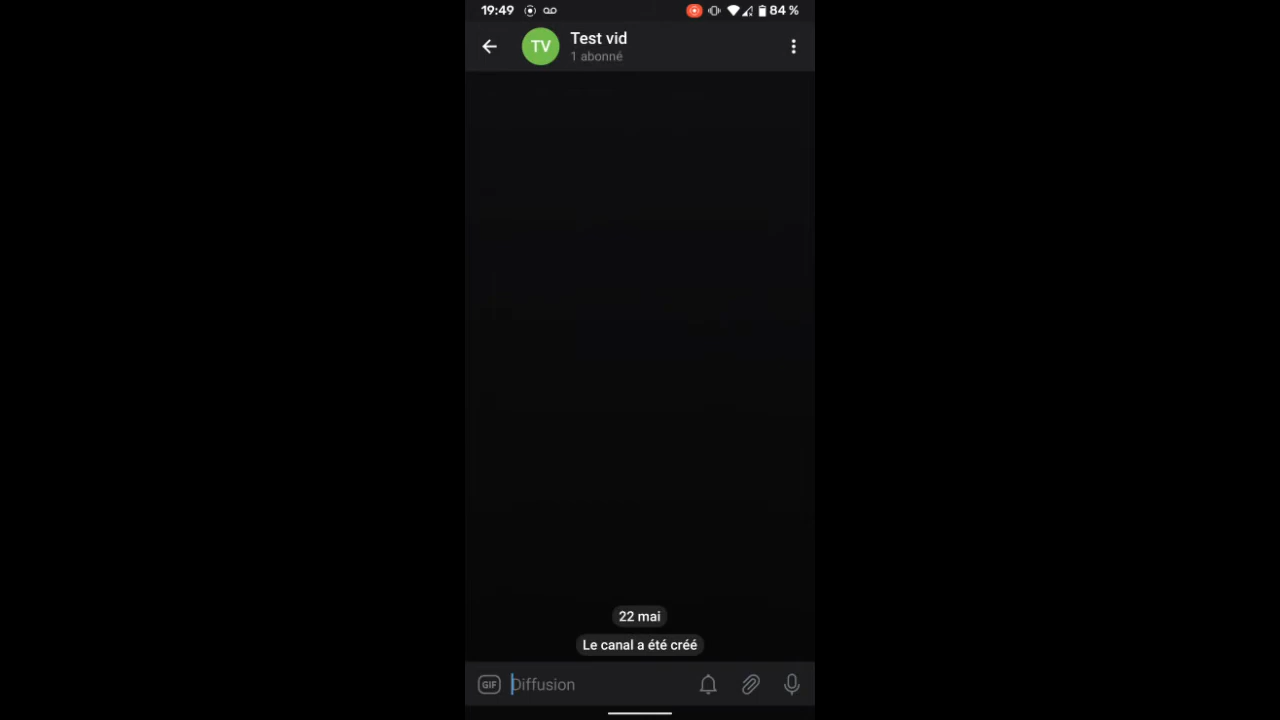 19:49
84 %
TV
Test vid
1 abonné
22 mai
Le canal a été créé
GIF
Diffusion